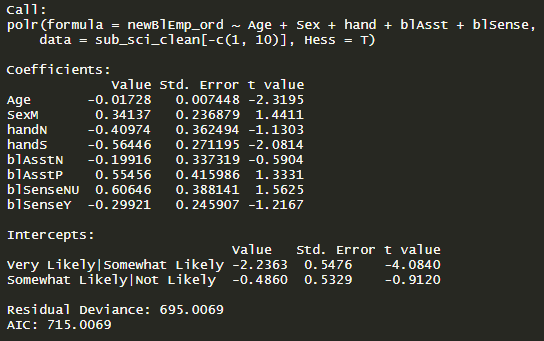 Call:
polr(formula = newBlEmp_ord ~ Age + Sex + hand + blAsst + blSense,
    data = sub_sci_clean[-c(1, 10)], Hess = T)

Coefficients:
             Value Std. Error t value
Age       -0.01728   0.007448 -2.3195
SexM       0.34137   0.236879  1.4411
handN     -0.40974   0.362494 -1.1303
handS     -0.56446   0.271195 -2.0814
blAsstN   -0.19916   0.337319 -0.5904
blAsstP    0.55456   0.415986  1.3331
blSenseNU  0.60646   0.388141  1.5625
blSenseY  -0.29921   0.245907 -1.2167

Intercepts:
                            Value   Std. Error t value
Very Likely|Somewhat Likely -2.2363  0.5476    -4.0840
Somewhat Likely|Not Likely  -0.4860  0.5329    -0.9120

Residual Deviance: 695.0069
AIC: 715.0069